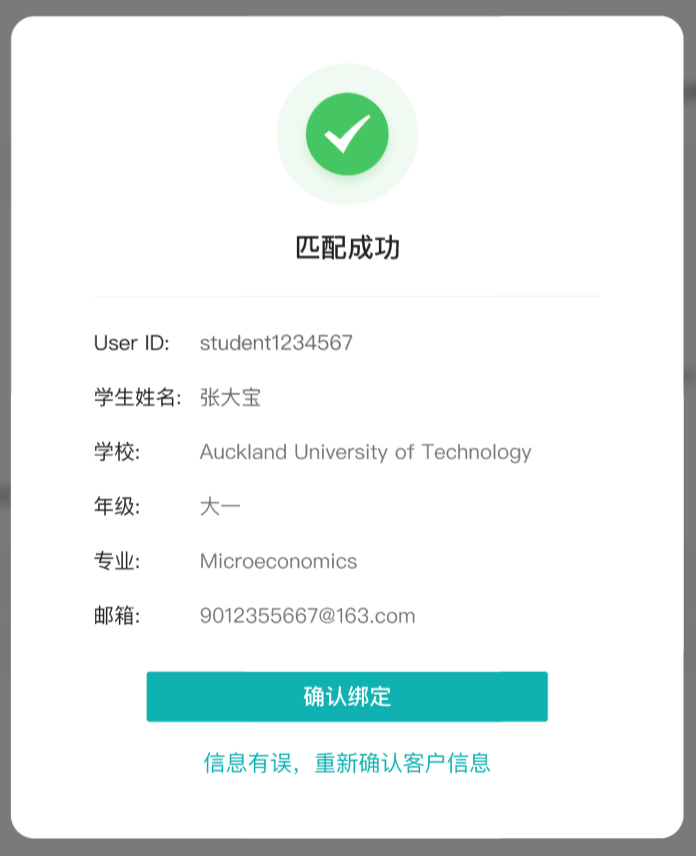 匹配成功
User ID: student1234567
学生姓名: 张大宝
学校: Auckland University of Technology
年级: 大一
专业: Microeconomics
邮箱: 9012355667@163.com
确认绑定
信息有误，重新确认客户信息